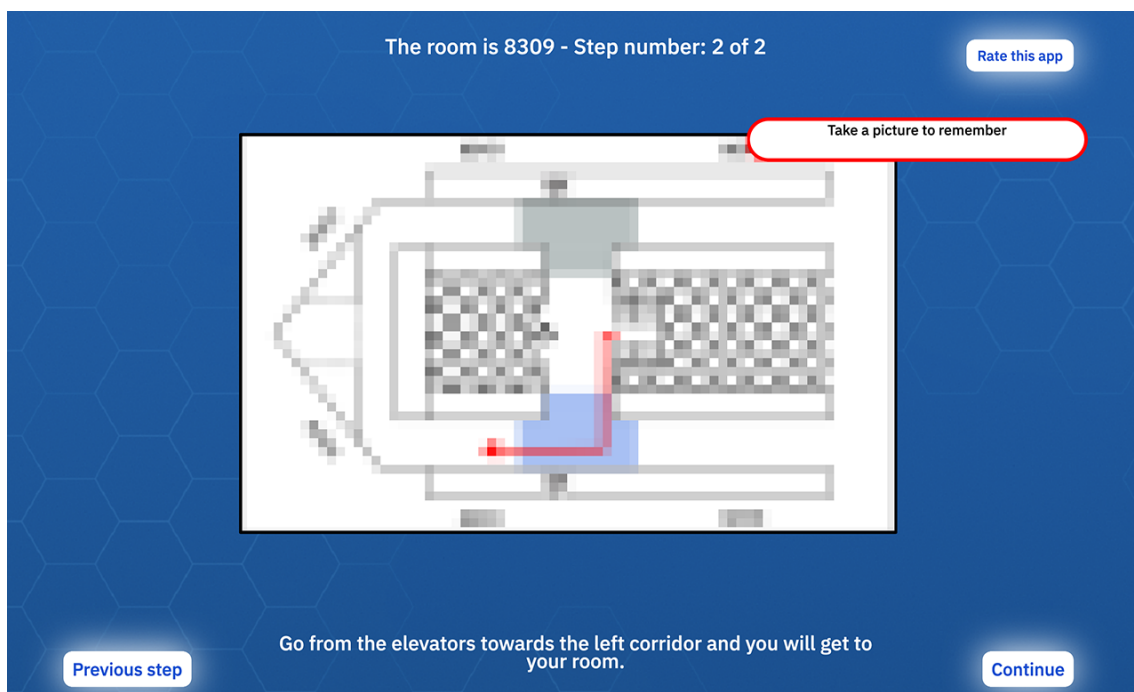 The room is 8309 - Step number: 2 of 2
Rate this app
Take a picture to remember
Go from the elevators towards the left corridor and you will get to
your room.
Previous step
Continue